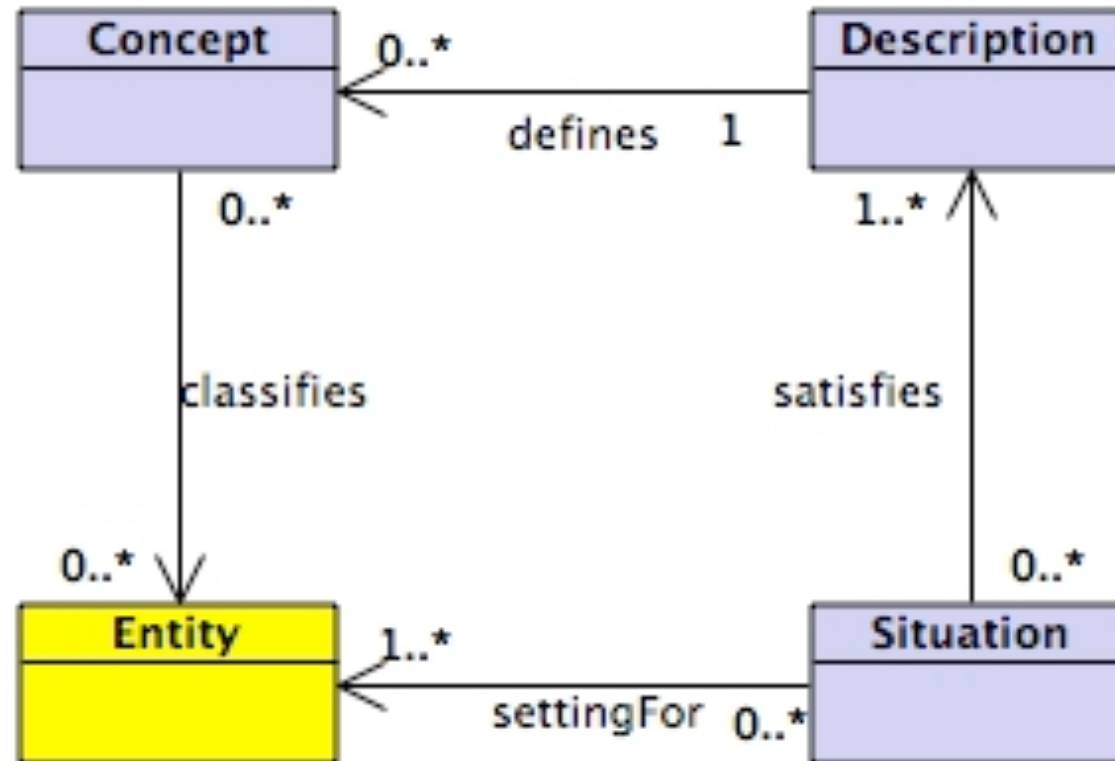 Concept
Description
0..*
defines
1
0..*
1..*
classifies
satisfies
0..*
0..*
Entity
Situation
1..*
settingFor
0..*